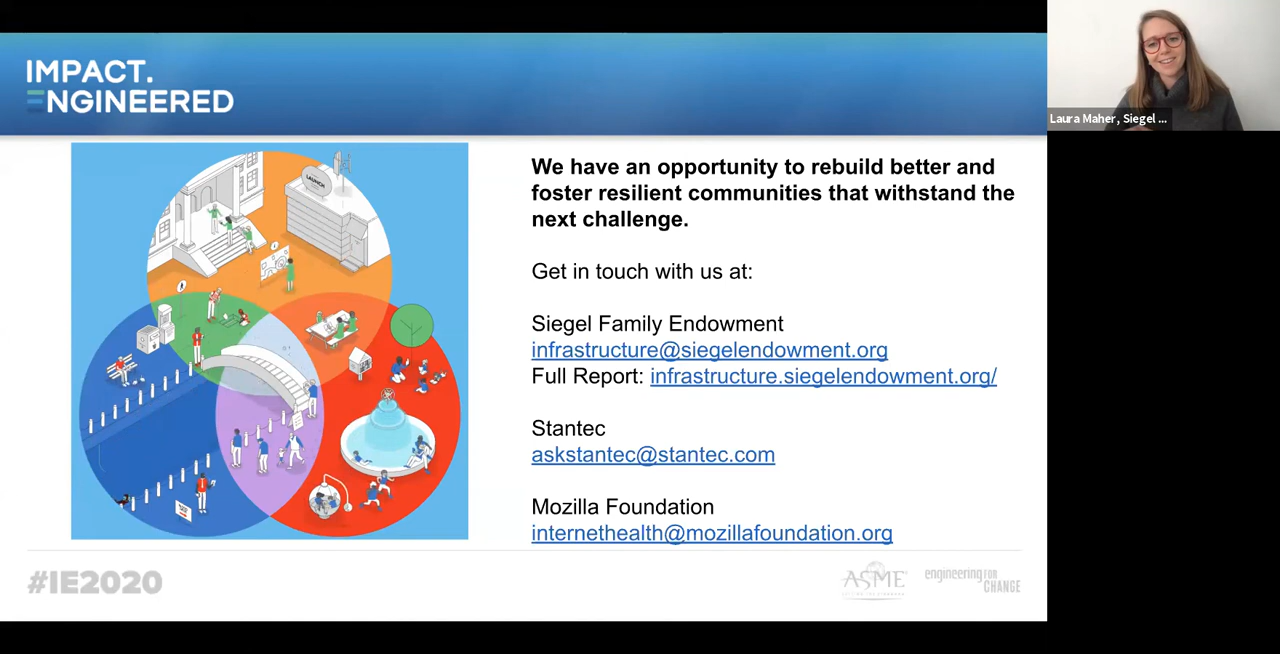 IMPACT.
ENGINEERED
Laura Maher, Siegel ...
LAUNCH
We have an opportunity to rebuild better and
foster resilient communities that withstand the
next challenge.
Get in touch with us at:
Siegel Family Endowment
infrastructure@siegelendowment.org
Full Report: infrastructure.siegelendowment.org/
Stantec
askstantec@stantec.com
Mozilla Foundation
internethealth@mozillafoundation.org
#IE2020
ASME
engineering FOR
CHANGE